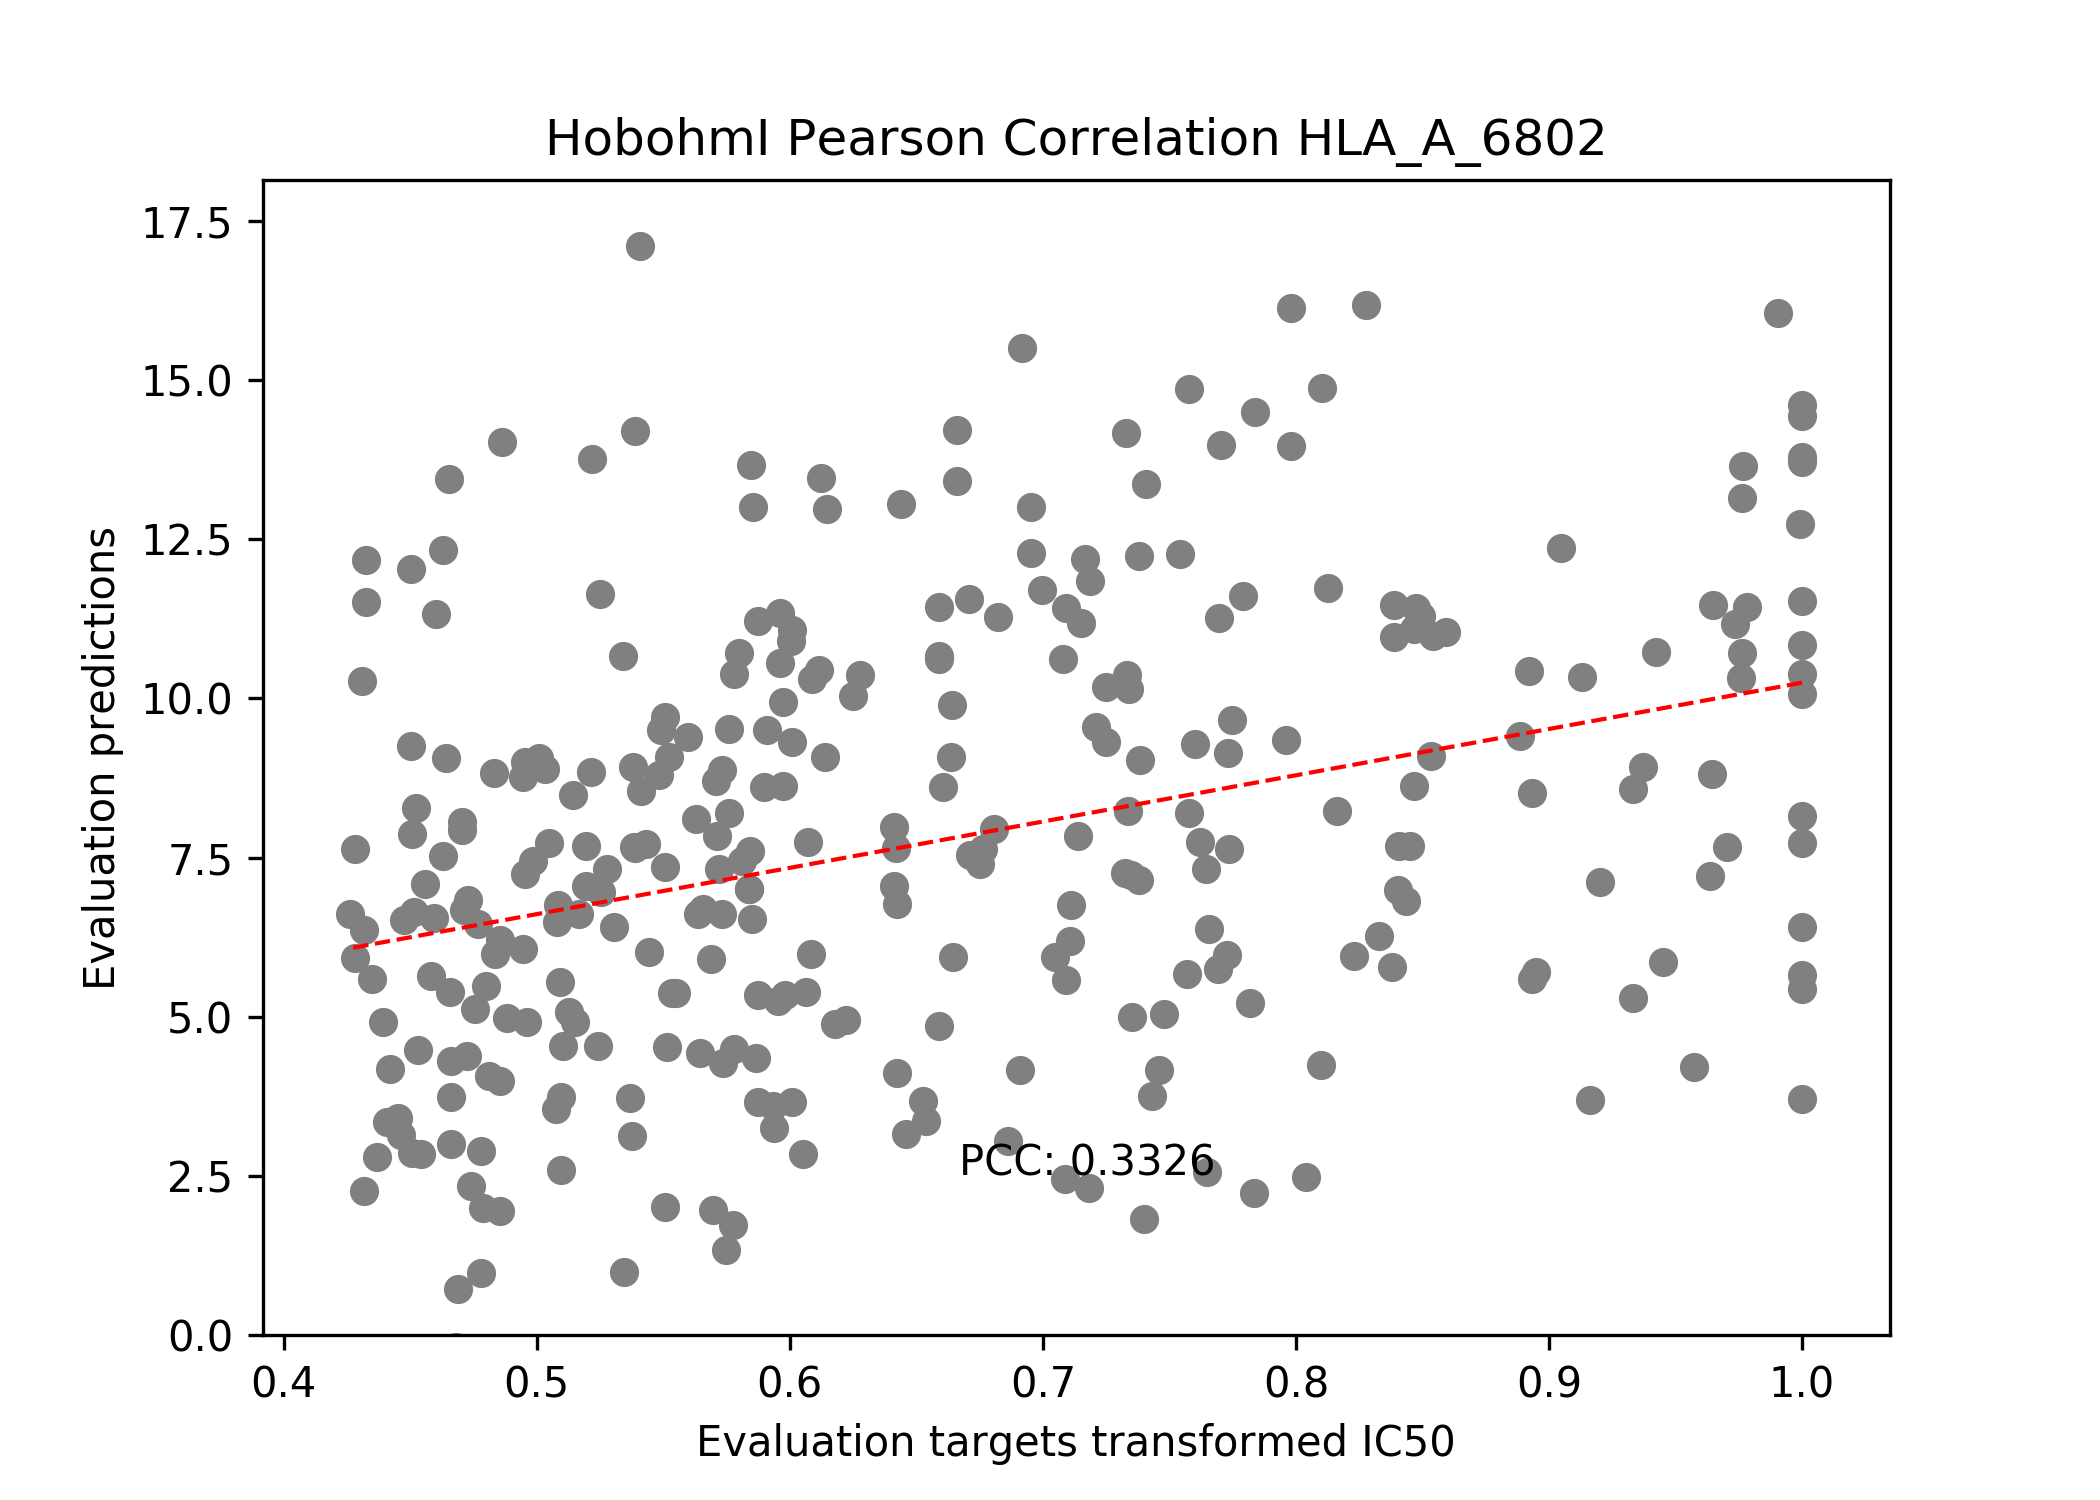 HobohmI Pearson Correlation HLA_A_6802
17.5
15.0
12.5
10.0
7.5
5.0
2.5
0.0
Evaluation predictions
PCC: 0.3326
0.4 0.5 0.6 0.7 0.8 0.9 1.0
Evaluation targets transformed IC50